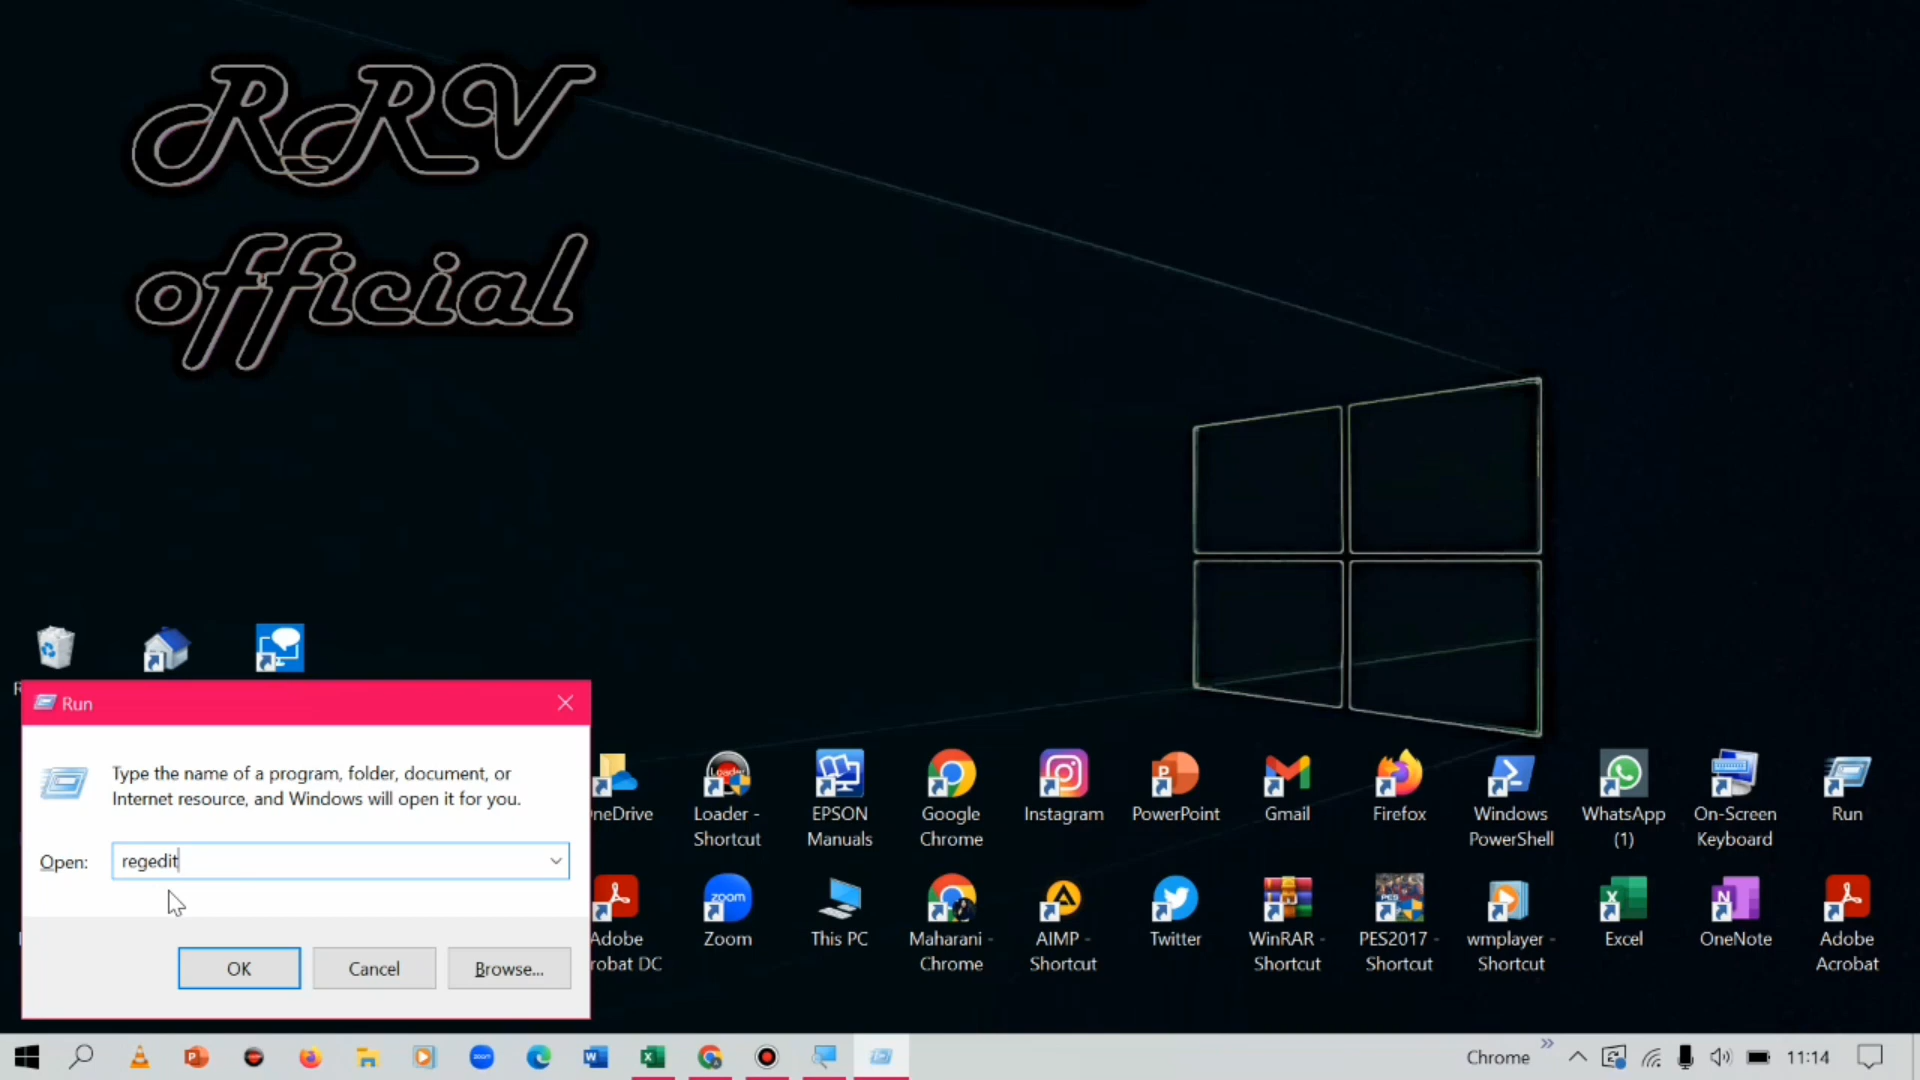 RRV
official
R
Run
Type the name of a program, folder, document, or
Internet resource, and Windows will open it for you.
Open: regedit
OK Cancel Browse...
neDrive
Loader -
Shortcut
EPSON
Manuals
Google
Chrome
Instagram
PowerPoint
Gmail
Firefox
Windows
PowerShell
WhatsApp
(1)
On-Screen
Keyboard
Run
Adobe
robat DC
Zoom
This PC
Maharani -
Chrome
AIMP -
Shortcut
Twitter
WinRAR -
Shortcut
PES2017 -
Shortcut
wmplayer -
Shortcut
Excel
OneNote
Adobe
Acrobat
Chrome 11:14